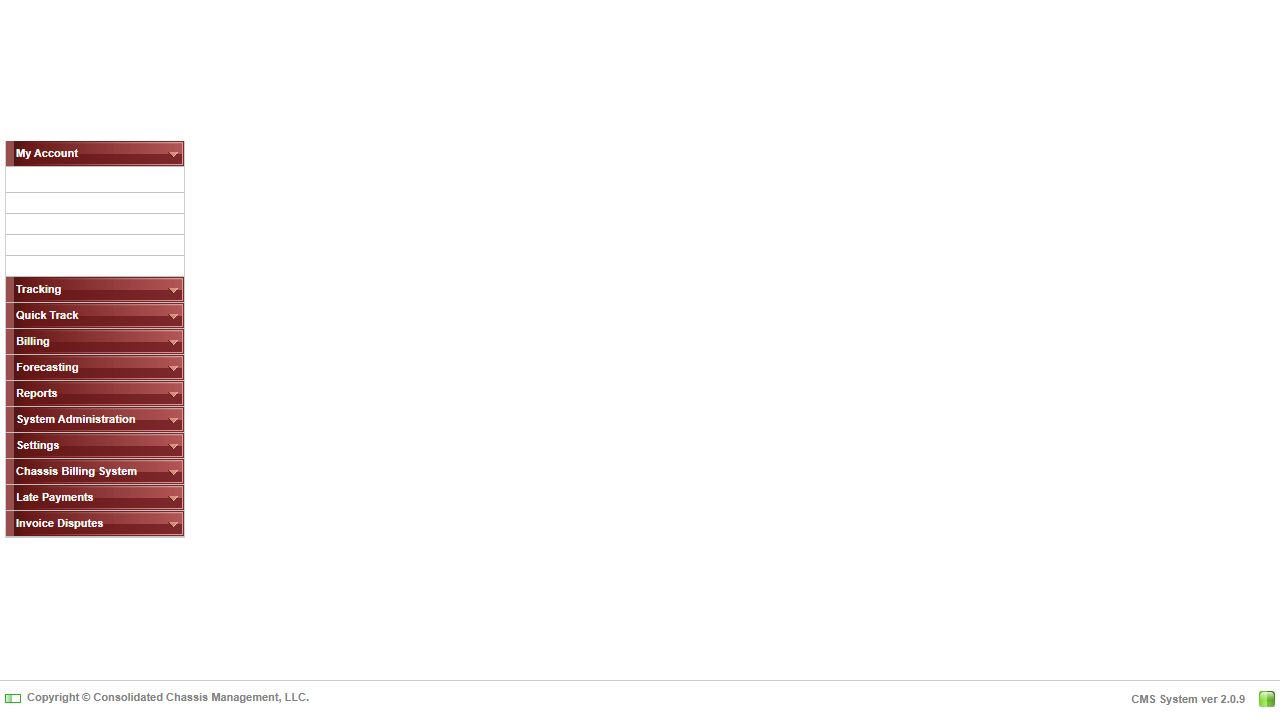 My Account
Tracking
Quick Track
Billing
Forecasting
Reports
System Administration
Settings
Chassis Billing System
Late Payments
Invoice Disputes
Copyright © Consolidated Chassis Management, LLC.
CMS System ver 2.0.9